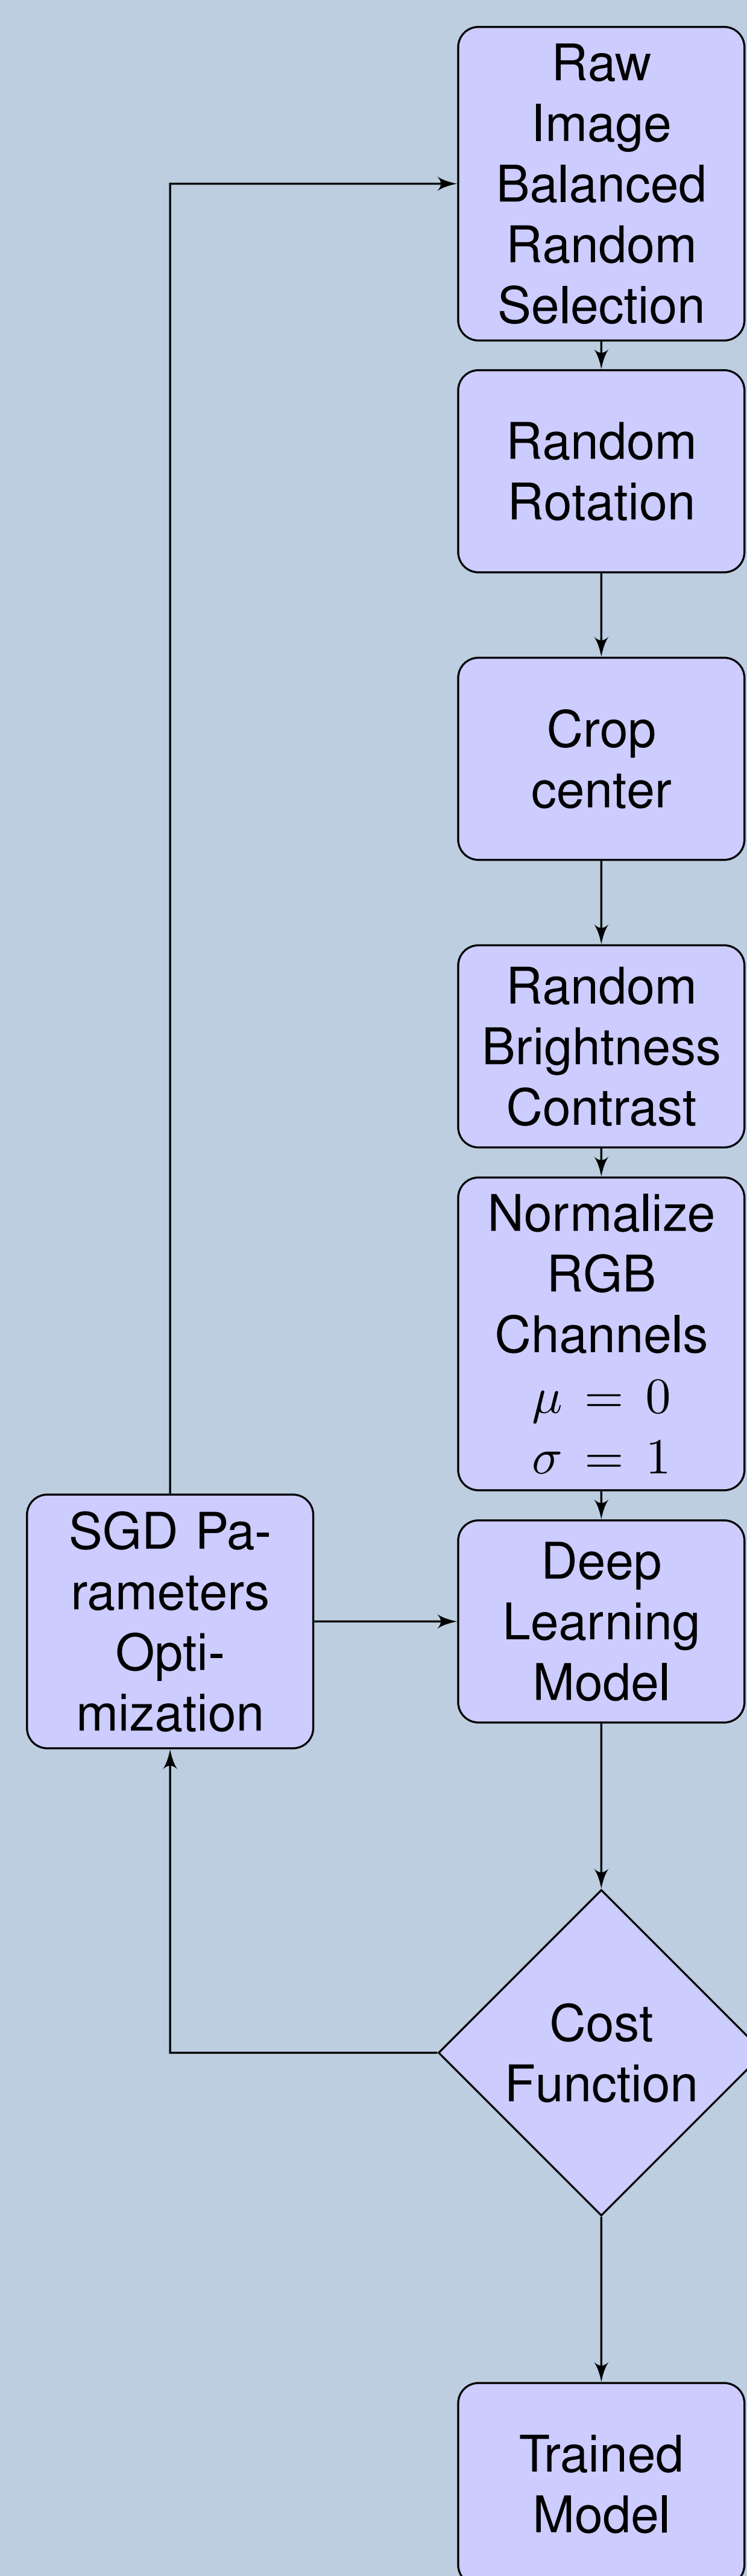 Raw
Image
Balanced
Random
Selection
Random
Rotation
Crop
center
Random
Brightness
Contrast
Normalize
RGB
Channels
μ = 0
σ = 1
SGD Pa-
rameters
Opti-
mization
Deep
Learning
Model
Cost
Function
Trained
Model